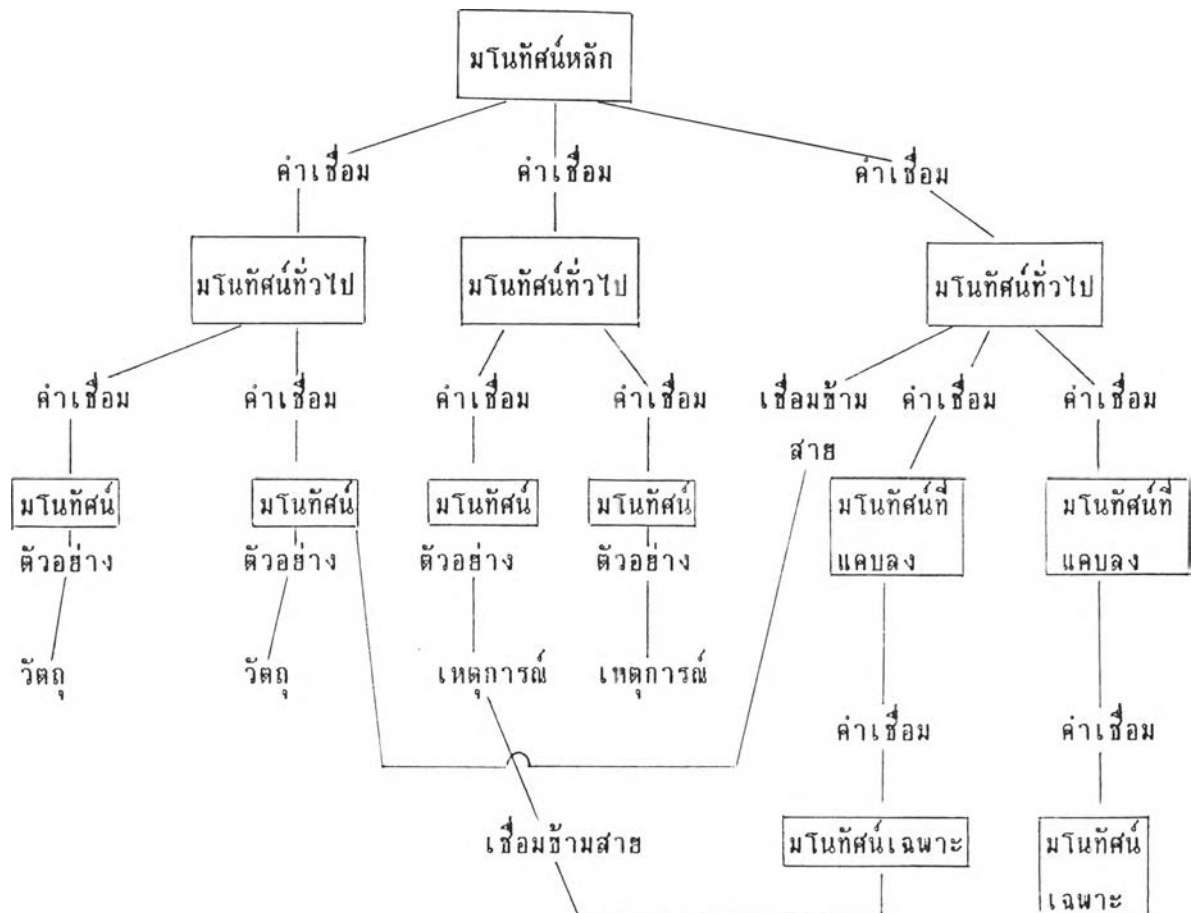 มโนทัศน์หลัก
คำเชื่อม คำเชื่อม คำเชื่อม
มโนทัศน์ทั่วไป มโนทัศน์ทั่วไป มโนทัศน์ทั่วไป
คำเชื่อม คำเชื่อม คำเชื่อม คำเชื่อม เชื่อมข้าม คำเชื่อม คำเชื่อม
สาย
มโนทัศน์ มโนทัศน์ มโนทัศน์ มโนทัศน์ มโนทัศน์ที่ มโนทัศน์ที่
ตัวอย่าง ตัวอย่าง ตัวอย่าง ตัวอย่าง แคบลง แคบลง
วัตถุ วัตถุ เหตุการณ์ เหตุการณ์
คำเชื่อม คำเชื่อม
เชื่อมข้ามสาย มโนทัศน์เฉพาะ มโนทัศน์
เฉพาะ